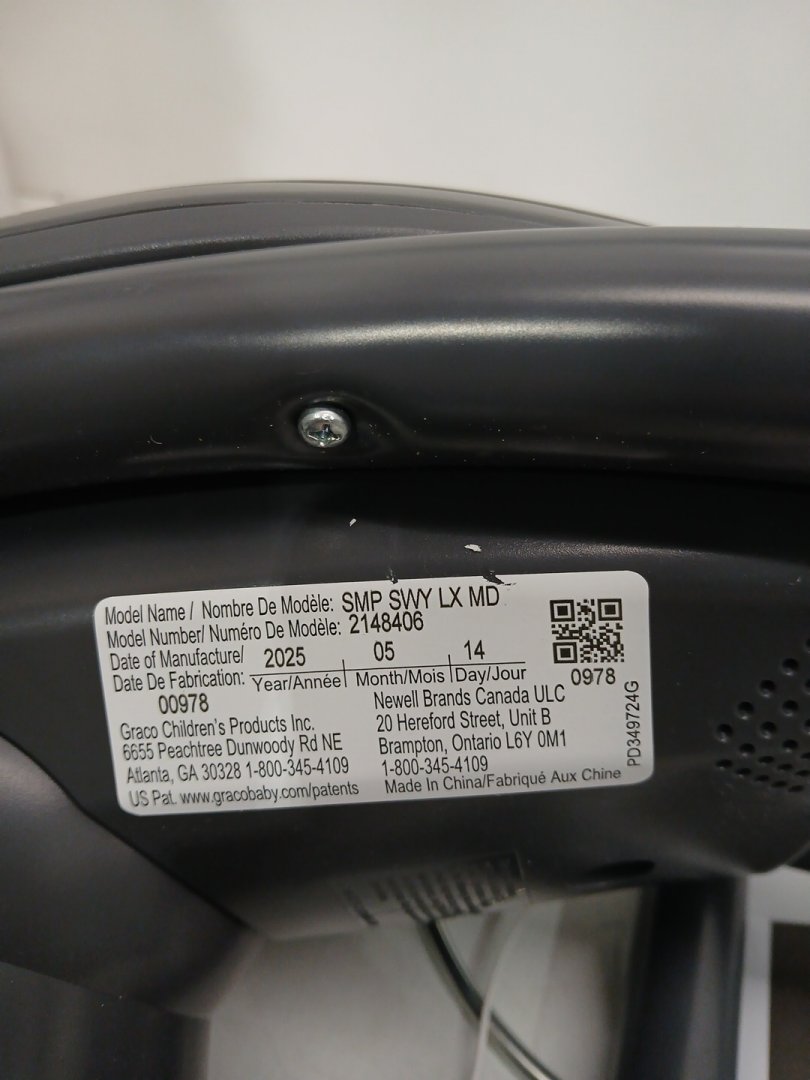 Model Name / Nombre De Modèle: SMP SWY LX MD
Model Number/ Numéro De Modèle: 2148406
Date of Manufacture/ 2025 05 14
Date De Fabrication: Year/Année Month/Mois Day/Jour
00978
0978
Graco Children's Products Inc.
6655 Peachtree Dunwoody Rd NE
Atlanta, GA 30328 1-800-345-4109
US Pat. www.gracobaby.com/patents
Newell Brands Canada ULC
20 Hereford Street, Unit B
Brampton, Ontario L6Y 0M1
1-800-345-4109
Made In China/Fabriqué Aux Chine
PD349724G